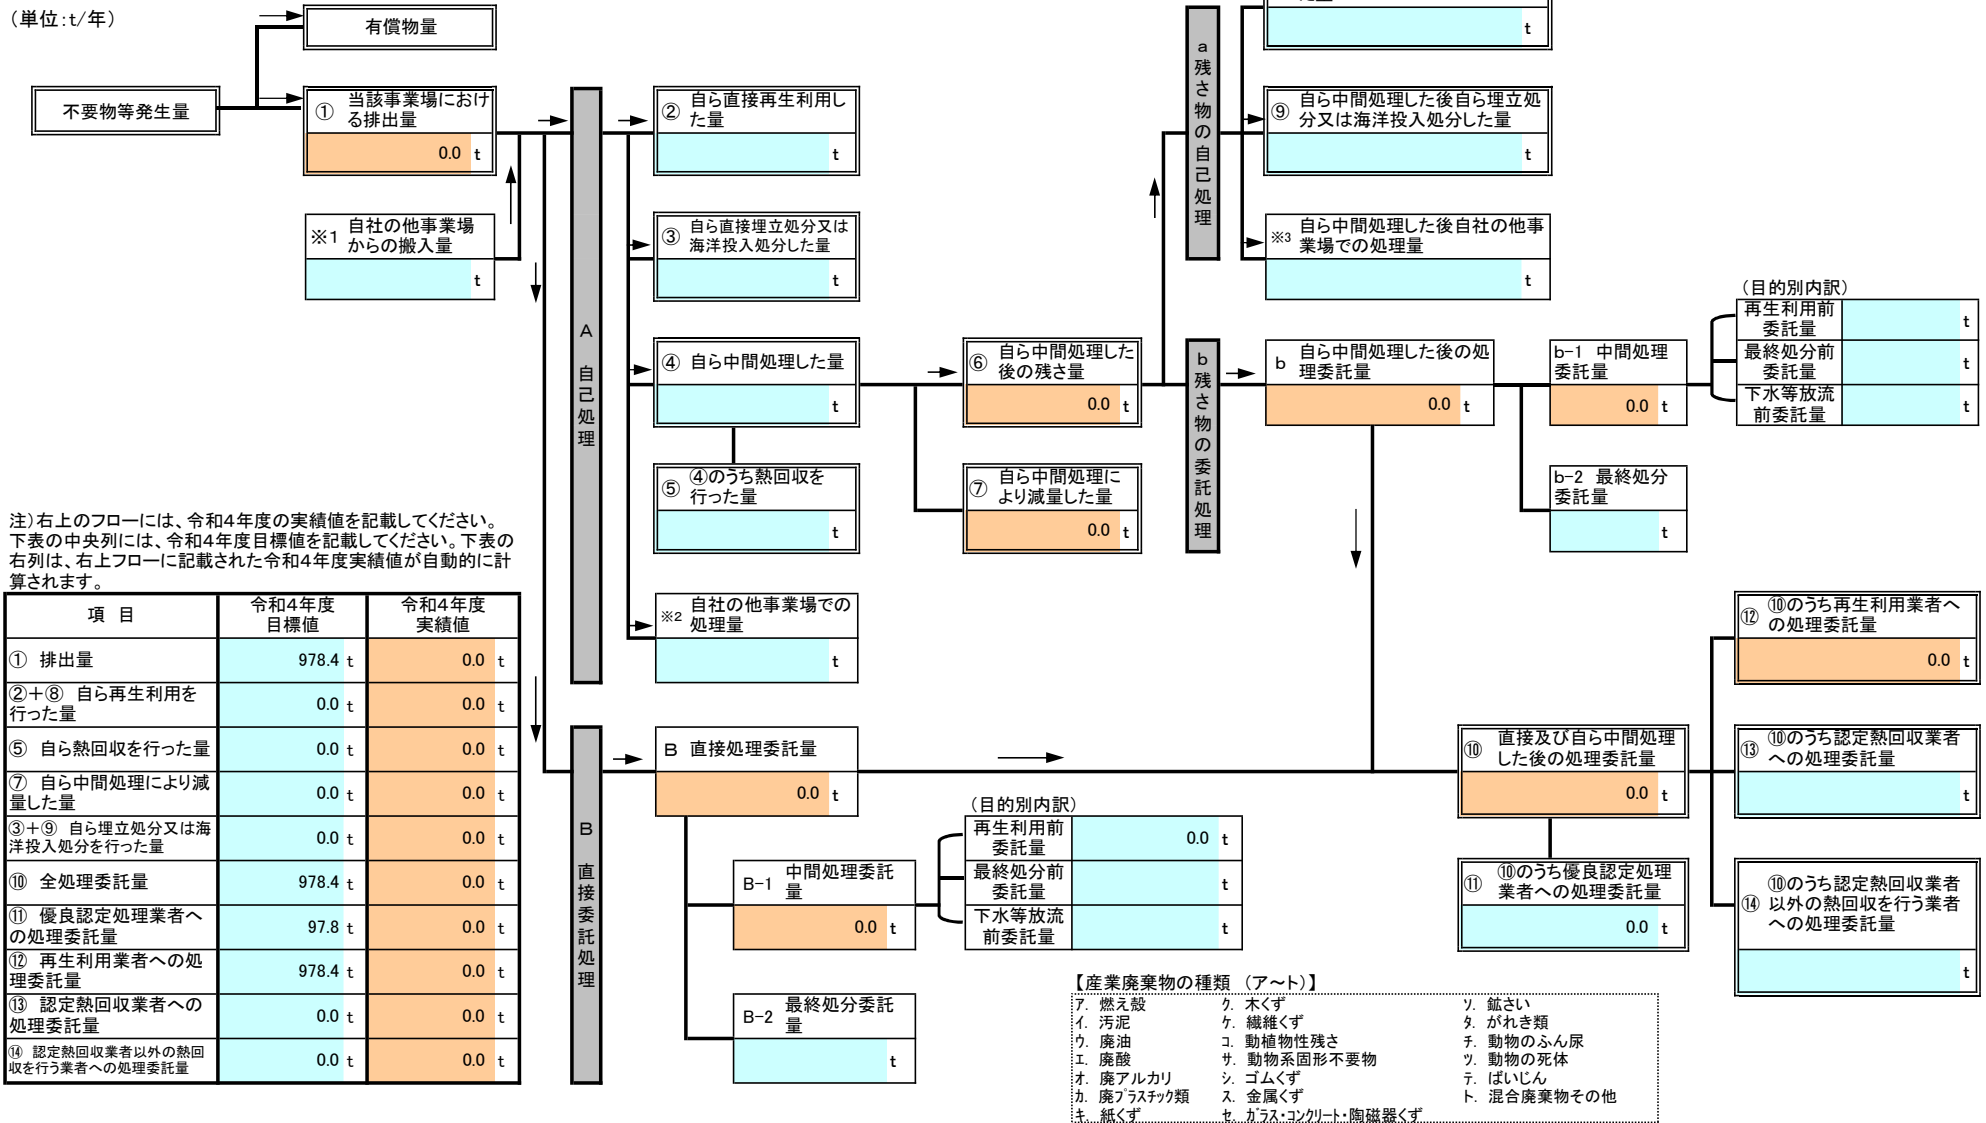 （単位：t/年）
有償物量
不要物等発生量
① 当該事業場におけ
る排出量
0.0 t
※1 自社の他事業場
からの搬入量
t
A 自己処理
② 自ら直接再生利用し
た量
t
③ 自ら直接埋立処分又は
海洋投入処分した量
t
④ 自ら中間処理した量
t
⑤ ④のうち熱回収を
行った量
t
※2 自社の他事業場での
処理量
t
⑥ 自ら中間処理した
後の残さ量
0.0 t
⑦ 自ら中間処理に
より減量した量
0.0 t
a 残さ物の自己処理
t
⑨ 自ら中間処理した後自ら埋立処
分又は海洋投入処分した量
t
※3 自ら中間処理した後自社の他事
業場での処理量
t
b 残さ物の委託処理
b 自ら中間処理した後の処
理委託量
0.0 t
b-1 中間処理
委託量
0.0 t
b-2 最終処分
委託量
t
（目的別内訳）
再生利用前
委託量
t
最終処分前
委託量
t
下水等放流
前委託量
t
注）右上のフローには、令和４年度の実績値を記載してください。
下表の中央列には、令和４年度目標値を記載してください。下表の
右列は、右上フローに記載された令和４年度実績値が自動的に計
算されます。
項 目 令和４年度
目標値 令和４年度
実績値
① 排出量 978.4 t 0.0 t
②＋⑧ 自ら再生利用を
行った量 0.0 t 0.0 t
⑤ 自ら熱回収を行った量 0.0 t 0.0 t
⑦ 自ら中間処理により減
量した量 0.0 t 0.0 t
③＋⑨ 自ら埋立処分又は海
洋投入処分を行った量 0.0 t 0.0 t
⑩ 全処理委託量 978.4 t 0.0 t
⑪ 優良認定処理業者へ
の処理委託量 97.8 t 0.0 t
⑫ 再生利用業者への処
理委託量 978.4 t 0.0 t
⑬ 認定熱回収業者への
処理委託量 0.0 t 0.0 t
⑭ 認定熱回収業者以外の熱回
収を行う業者への処理委託量 0.0 t 0.0 t
B 直接委託処理
B 直接処理委託量
0.0 t
B-1 中間処理委託
量
0.0 t
B-2 最終処分委託
量
t
（目的別内訳）
再生利用前
委託量
0.0 t
最終処分前
委託量
t
下水等放流
前委託量
t
⑩ 直接及び自ら中間処理
した後の処理委託量
0.0 t
⑪ ⑩のうち優良認定処理
業者への処理委託量
0.0 t
⑫ ⑩のうち再生利用業者へ
の処理委託量
0.0 t
⑬ ⑩のうち認定熱回収業者
への処理委託量
t
⑭ ⑩のうち認定熱回収業者
以外の熱回収を行う業者
への処理委託量
t
【産業廃棄物の種類 （ア～ト）】
ア. 燃え殻 ク. 木くず ソ. 鉱さい
イ. 汚泥 ケ. 繊維くず タ. がれき類
ウ. 廃油 コ. 動植物性残さ チ. 動物のふん尿
エ. 廃酸 サ. 動物系固形不要物 ツ. 動物の死体
オ. 廃アルカリ シ. ゴムくず テ. ばいじん
カ. 廃プラスチック類 ス. 金属くず ト. 混合廃棄物その他
キ. 紙くず セ. ガラス・コンクリート・陶磁器くず